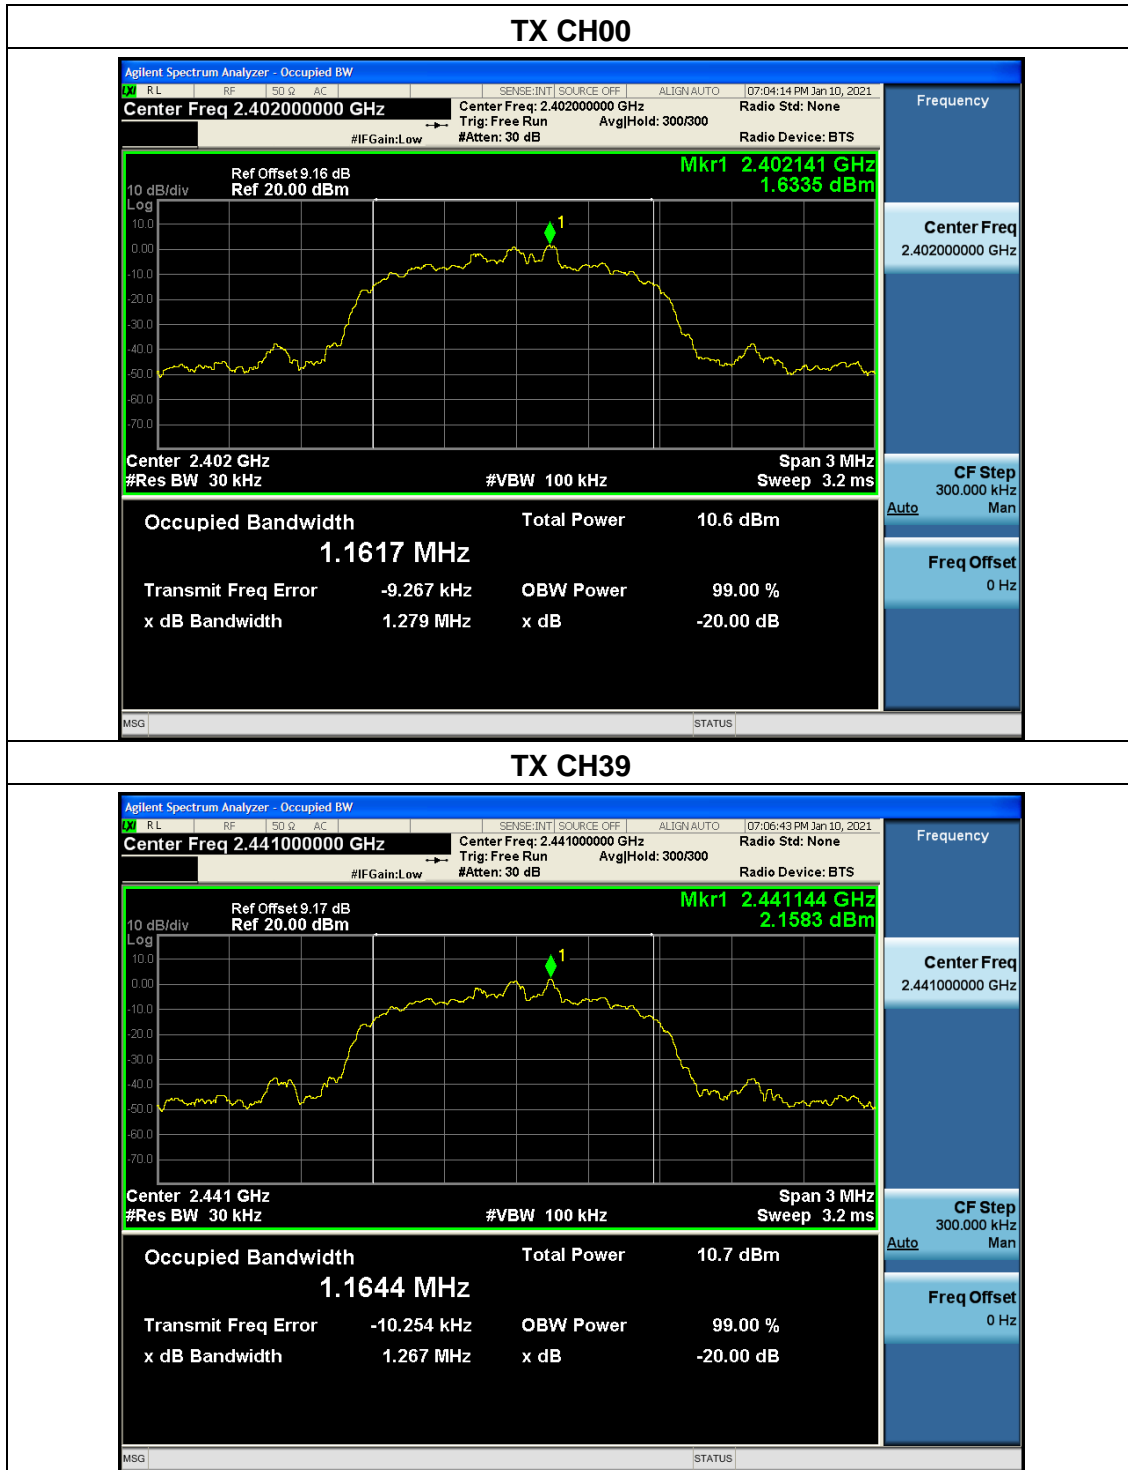 TX CH00
Agilent Spectrum Analyzer - Occupied BW
LXI RL RF 50 Ω AC SENSE:INT SOURCE OFF ALIGN AUTO 07:04:14 PM Jan 10, 2021
Center Freq 2.402000000 GHz Center Freq: 2.402000000 GHz Radio Std: None Frequency
Trig: Free Run Avg|Hold: 300/300
#IFGain:Low #Atten: 30 dB Radio Device: BTS
Mkr1 2.402141 GHz
Ref Offset 9.16 dB
10 dB/div Ref 20.00 dBm 1.6335 dBm
Log
1
10.0
0.00
-10.0
-20.0
-30.0
-40.0
-50.0
-60.0
-70.0
Center Freq
2.402000000 GHz
Center 2.402 GHz Span 3 MHz
#Res BW 30 kHz #VBW 100 kHz Sweep 3.2 ms
CF Step
300.000 kHz
Auto Man
Occupied Bandwidth Total Power 10.6 dBm
1.1617 MHz
Freq Offset
0 Hz
Transmit Freq Error -9.267 kHz OBW Power 99.00 %
x dB Bandwidth 1.279 MHz x dB -20.00 dB
MSG STATUS
TX CH39
Agilent Spectrum Analyzer - Occupied BW
LXI RL RF 50 Ω AC SENSE:INT SOURCE OFF ALIGN AUTO 07:06:43 PM Jan 10, 2021
Center Freq 2.441000000 GHz Center Freq: 2.441000000 GHz Radio Std: None Frequency
Trig: Free Run Avg|Hold: 300/300
#IFGain:Low #Atten: 30 dB Radio Device: BTS
Mkr1 2.441144 GHz
Ref Offset 9.17 dB
10 dB/div Ref 20.00 dBm 2.1583 dBm
Log
1
10.0
0.00
-10.0
-20.0
-30.0
-40.0
-50.0
-60.0
-70.0
Center Freq
2.441000000 GHz
Center 2.441 GHz Span 3 MHz
#Res BW 30 kHz #VBW 100 kHz Sweep 3.2 ms
CF Step
300.000 kHz
Auto Man
Occupied Bandwidth Total Power 10.7 dBm
1.1644 MHz
Freq Offset
0 Hz
Transmit Freq Error -10.254 kHz OBW Power 99.00 %
x dB Bandwidth 1.267 MHz x dB -20.00 dB
MSG STATUS